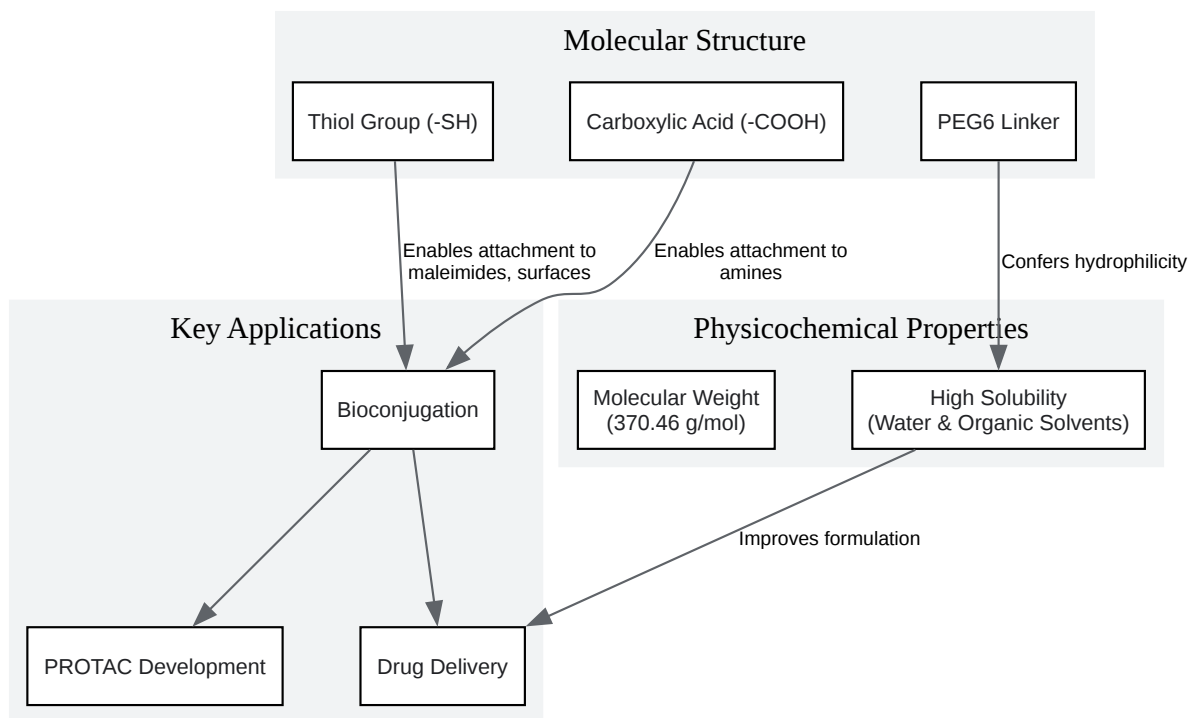 Molecular Structure
Thiol Group (-SH)
Carboxylic Acid (-COOH)
PEG6 Linker
Enables attachment to
maleimides, surfaces
Enables attachment to
amines
Confers hydrophilicity
Key Applications
Physicochemical Properties
Bioconjugation
Molecular Weight
(370.46 g/mol)
High Solubility
(Water & Organic Solvents)
Improves formulation
PROTAC Development
Drug Delivery